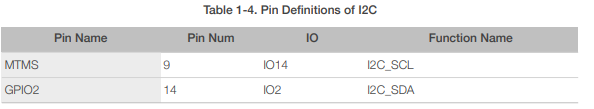 Table 1-4. Pin Definitions of I2C
Pin Name Pin Num IO Function Name
MTMS 9 IO14 I2C_SCL
GPIO2 14 IO2 I2C_SDA